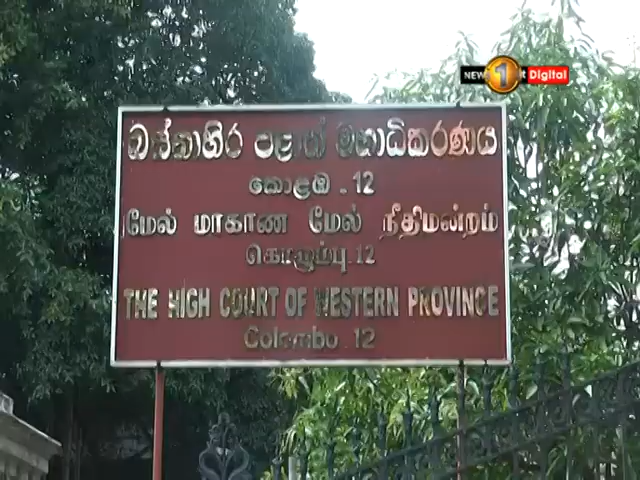 NEWS 1st Digital
බස්නාහිර පළාත් මහාධිකරණය
කොළඹ . 12
மேல் மாகாண மேல் நீதிமன்றம்
கொழும்பு . 12
THE HIGH COURT OF WESTERN PROVINCE
Colombo . 12